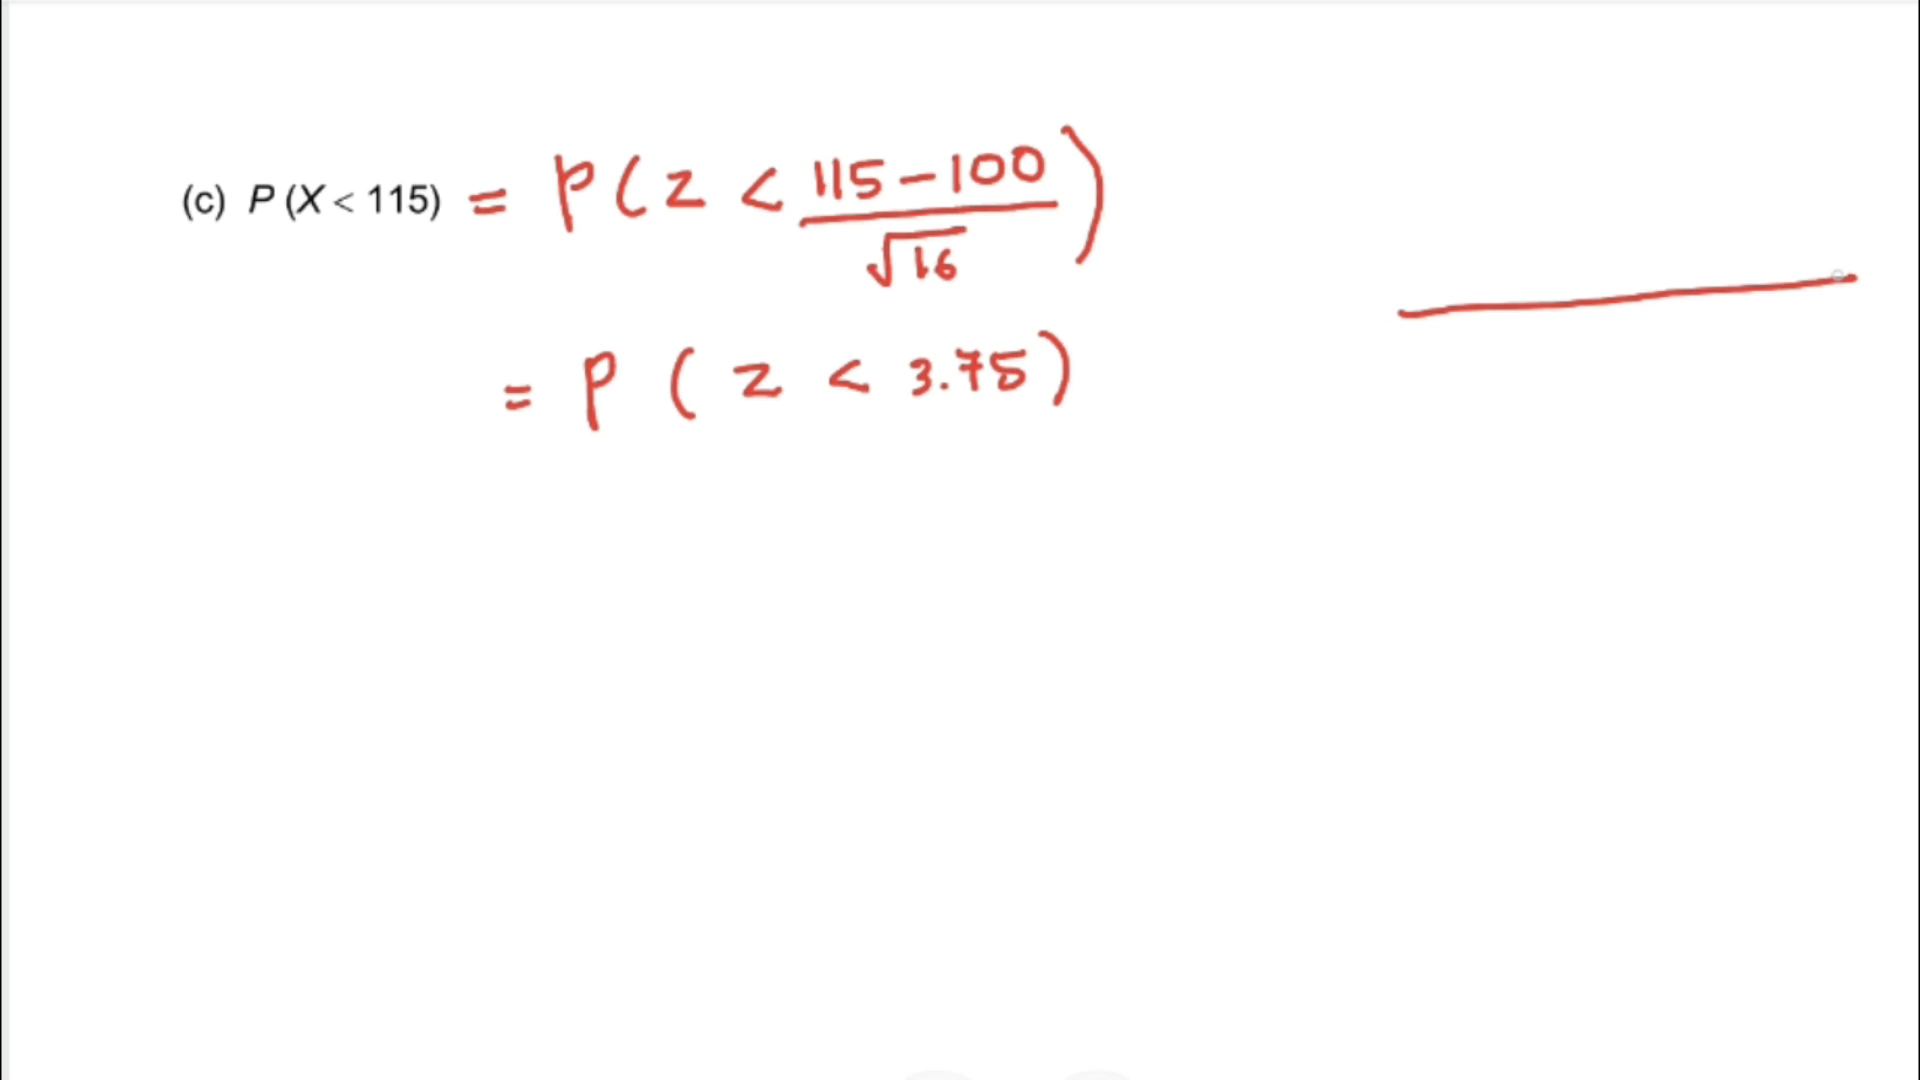 (c) P (X < 115) = P(Z < 115-100/√16)
= P (Z < 3.75)